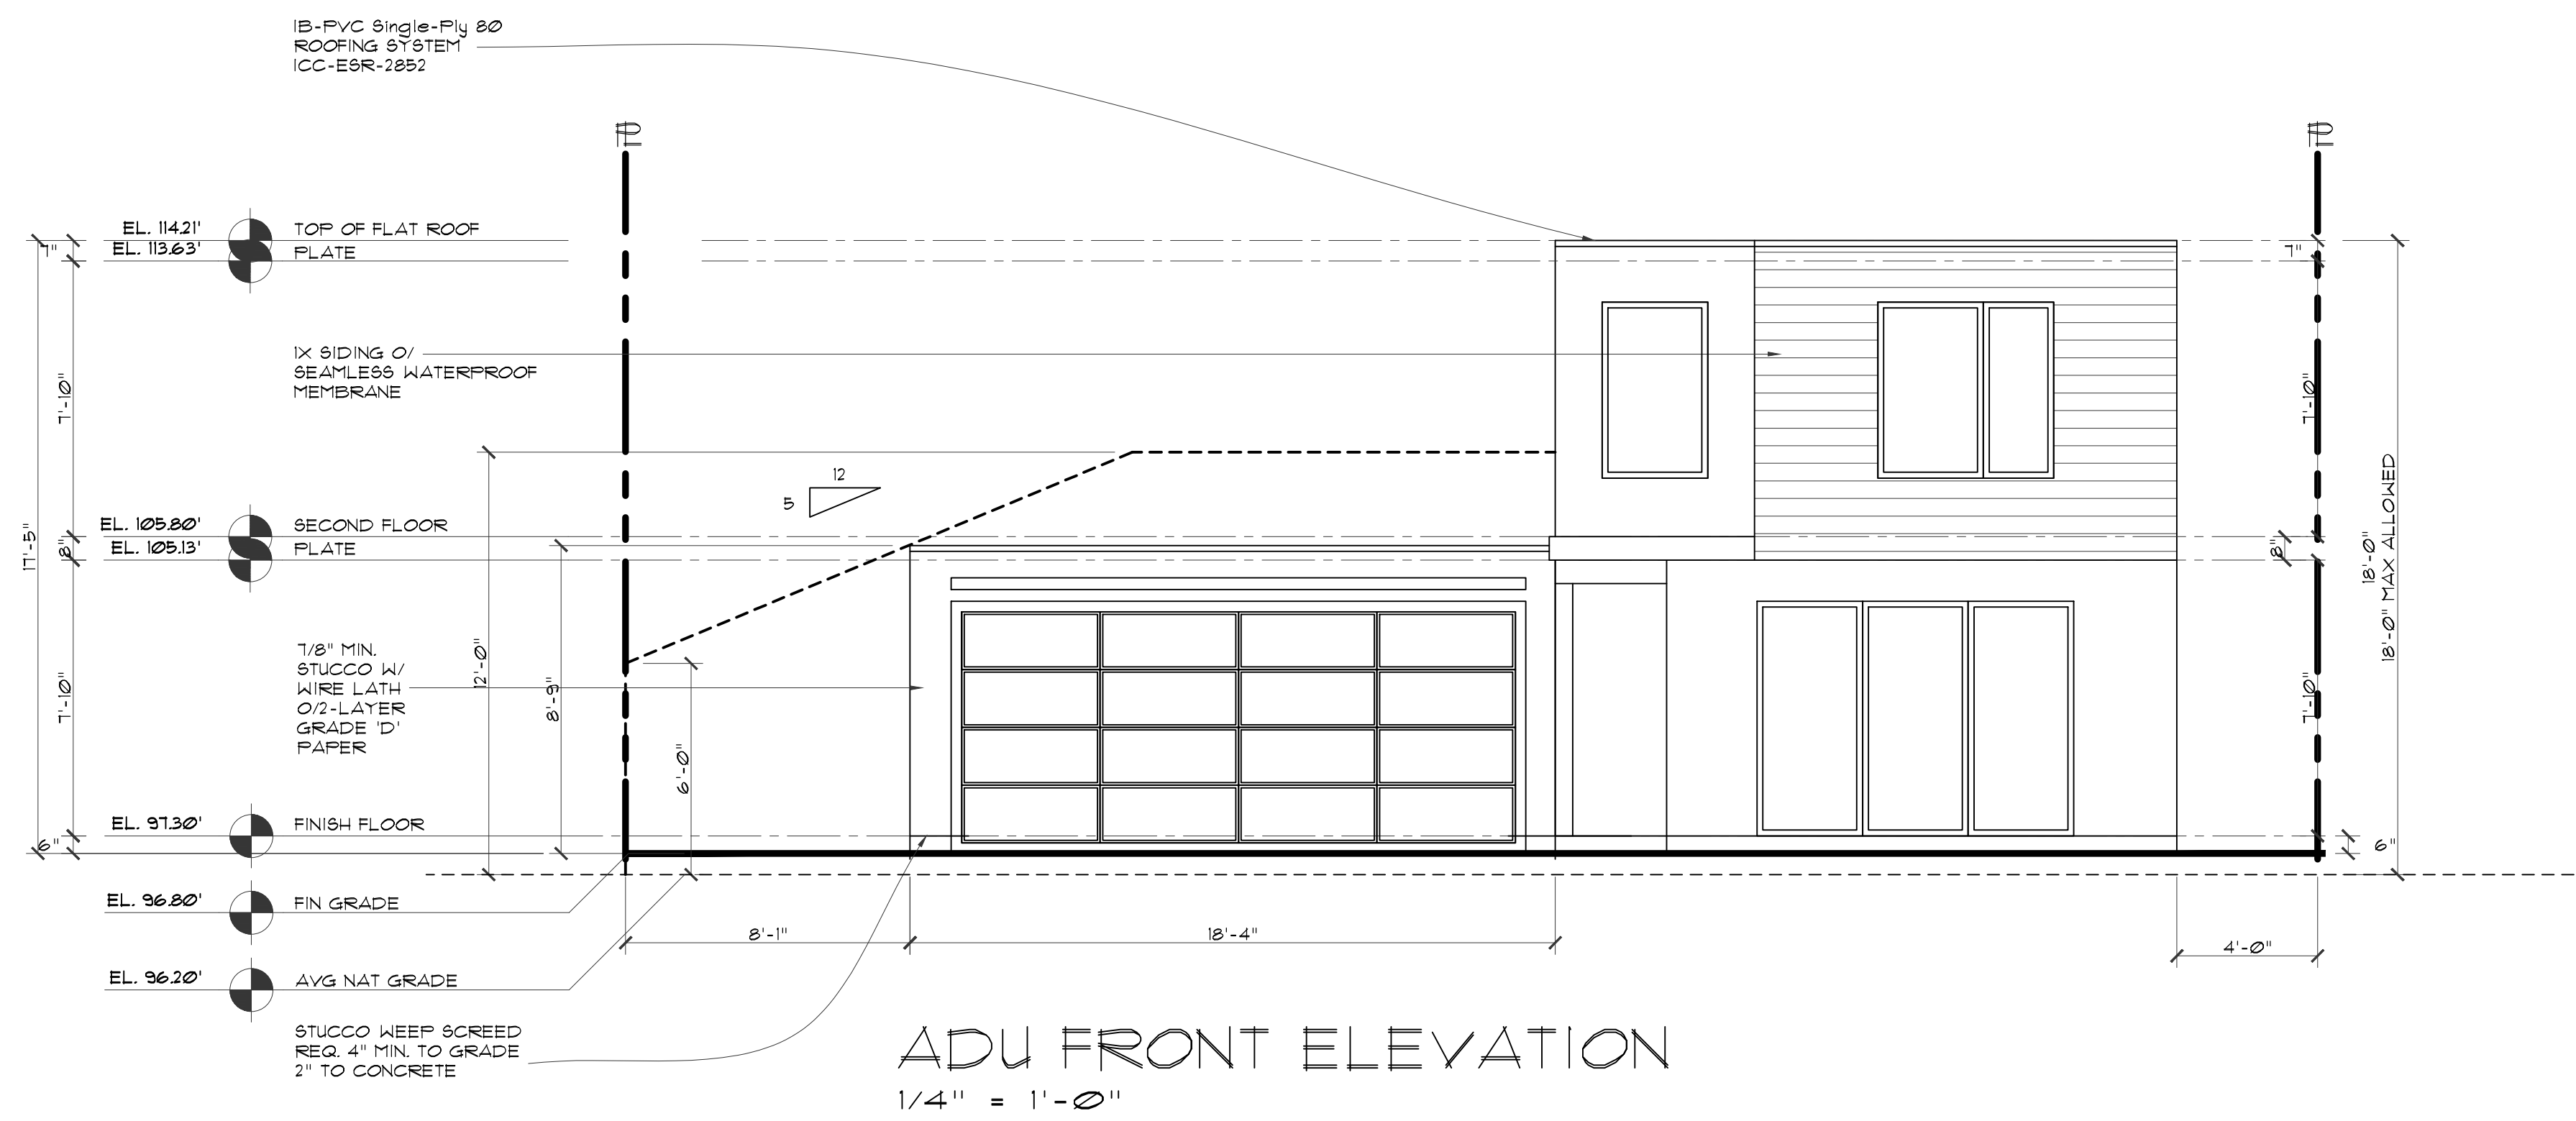 IB-PVC Single-Ply 80
ROOFING SYSTEM
ICC-ESR-2852
PL
PL
EL. 114.21'
TOP OF FLAT ROOF
EL. 113.63'
PLATE
7"
7"
1X SIDING O/
SEAMLESS WATERPROOF
MEMBRANE
7'-10"
7'-10"
12
5
EL. 105.80'
SECOND FLOOR
EL. 105.13'
PLATE
17'-5"
8"
8"
18'-0"
18'-0" MAX ALLOWED
7/8" MIN.
STUCCO W/
WIRE LATH
O/2-LAYER
GRADE 'D'
PAPER
7'-10"
12'-0"
8'-9"
6'-0"
7'-10"
EL. 97.30'
FINISH FLOOR
6"
6"
EL. 96.80'
FIN GRADE
8'-1"
18'-4"
4'-0"
EL. 96.20'
AVG NAT GRADE
STUCCO WEEP SCREED
REQ. 4" MIN. TO GRADE
2" TO CONCRETE
ADU FRONT ELEVATION
1/4" = 1'-0"